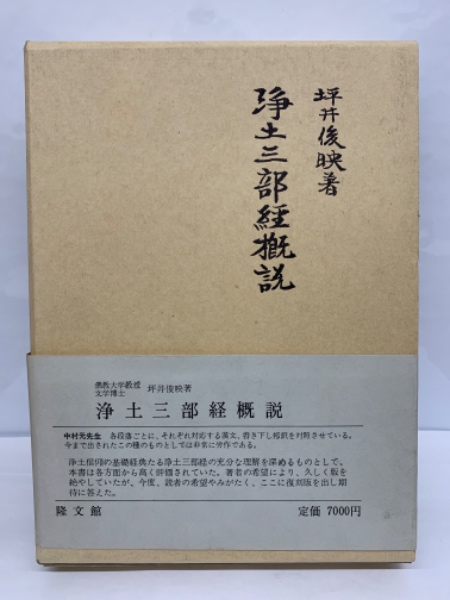 坪井俊映著
浄土三部経概説
佛教大学教授
文学博士
坪井俊映著
浄土三部経概説
中村元先生 各段落ごとに、それぞれ対応する漢文、書き下し和訳を対照させている。
今まで出されたこの種のものとしては非常に労作である。
浄土信仰の基礎経典たる浄土三部経の充分な理解を深めるものとして、
本書は各方面から高く評価されていた。著者の希望により、久しく版を
絶やしていたが、今度、読者の希望やみがたく、ここに復刻版を出し期
待に答えた。
隆文館
定価 7000円